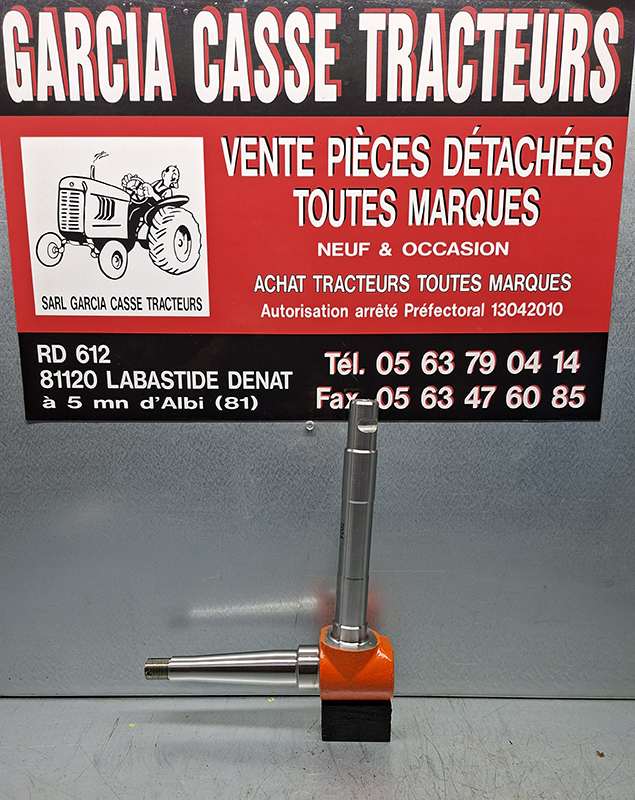 GARCIA CASSE TRACTEURS
VENTE PIÈCES DÉTACHÉES
TOUTES MARQUES
NEUF & OCCASION
ACHAT TRACTEURS TOUTES MARQUES
Autorisation arrêté Préfectoral 13042010
SARL GARCIA CASSE TRACTEURS
RD 612
81120 LABASTIDE DENAT
à 5 mn d'Albi (81)
Tél. 05 63 79 04 14
Fax 05 63 47 60 85